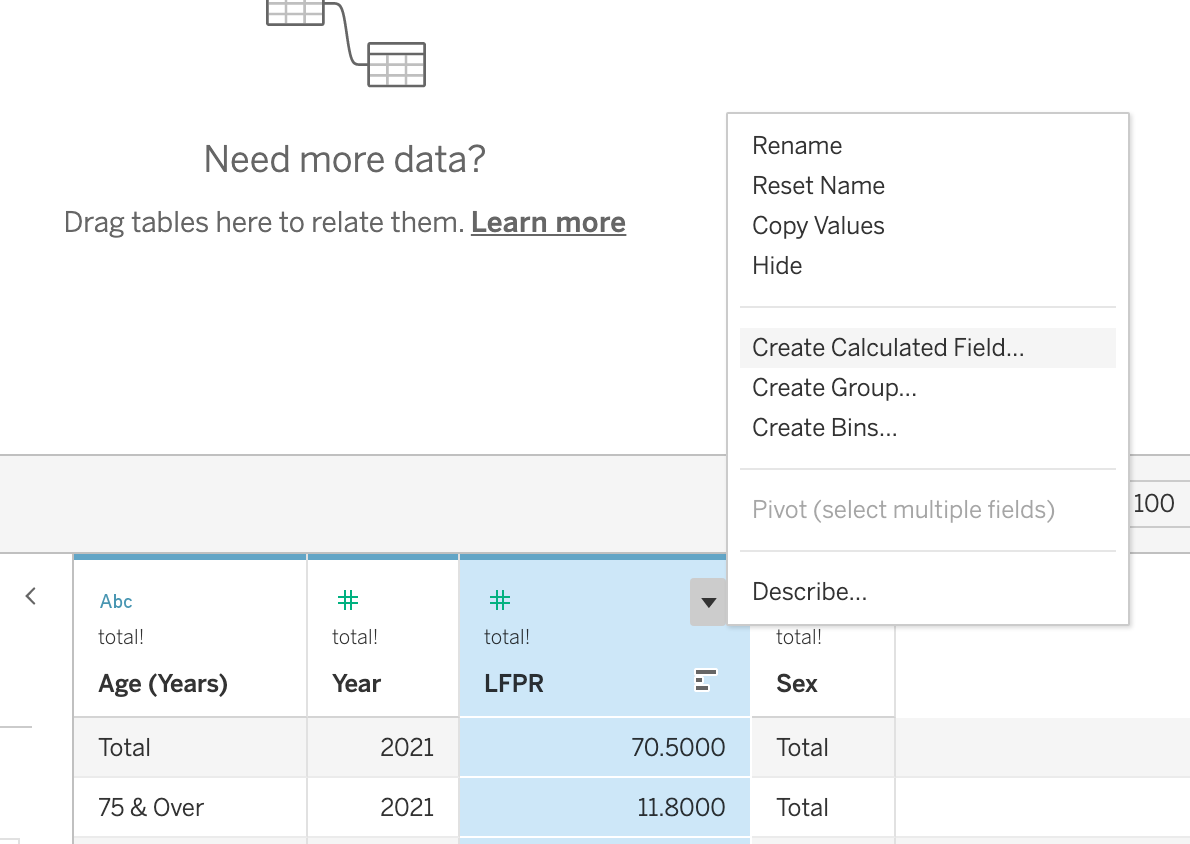 Need more data?
Drag tables here to relate them. Learn more
Rename
Reset Name
Copy Values
Hide
Create Calculated Field...
Create Group...
Create Bins...
Pivot (select multiple fields)
Describe...
100
Abc
total! total! total! total!
Age (Years) Year LFPR Sex
Total 2021 70.5000 Total
75 & Over 2021 11.8000 Total